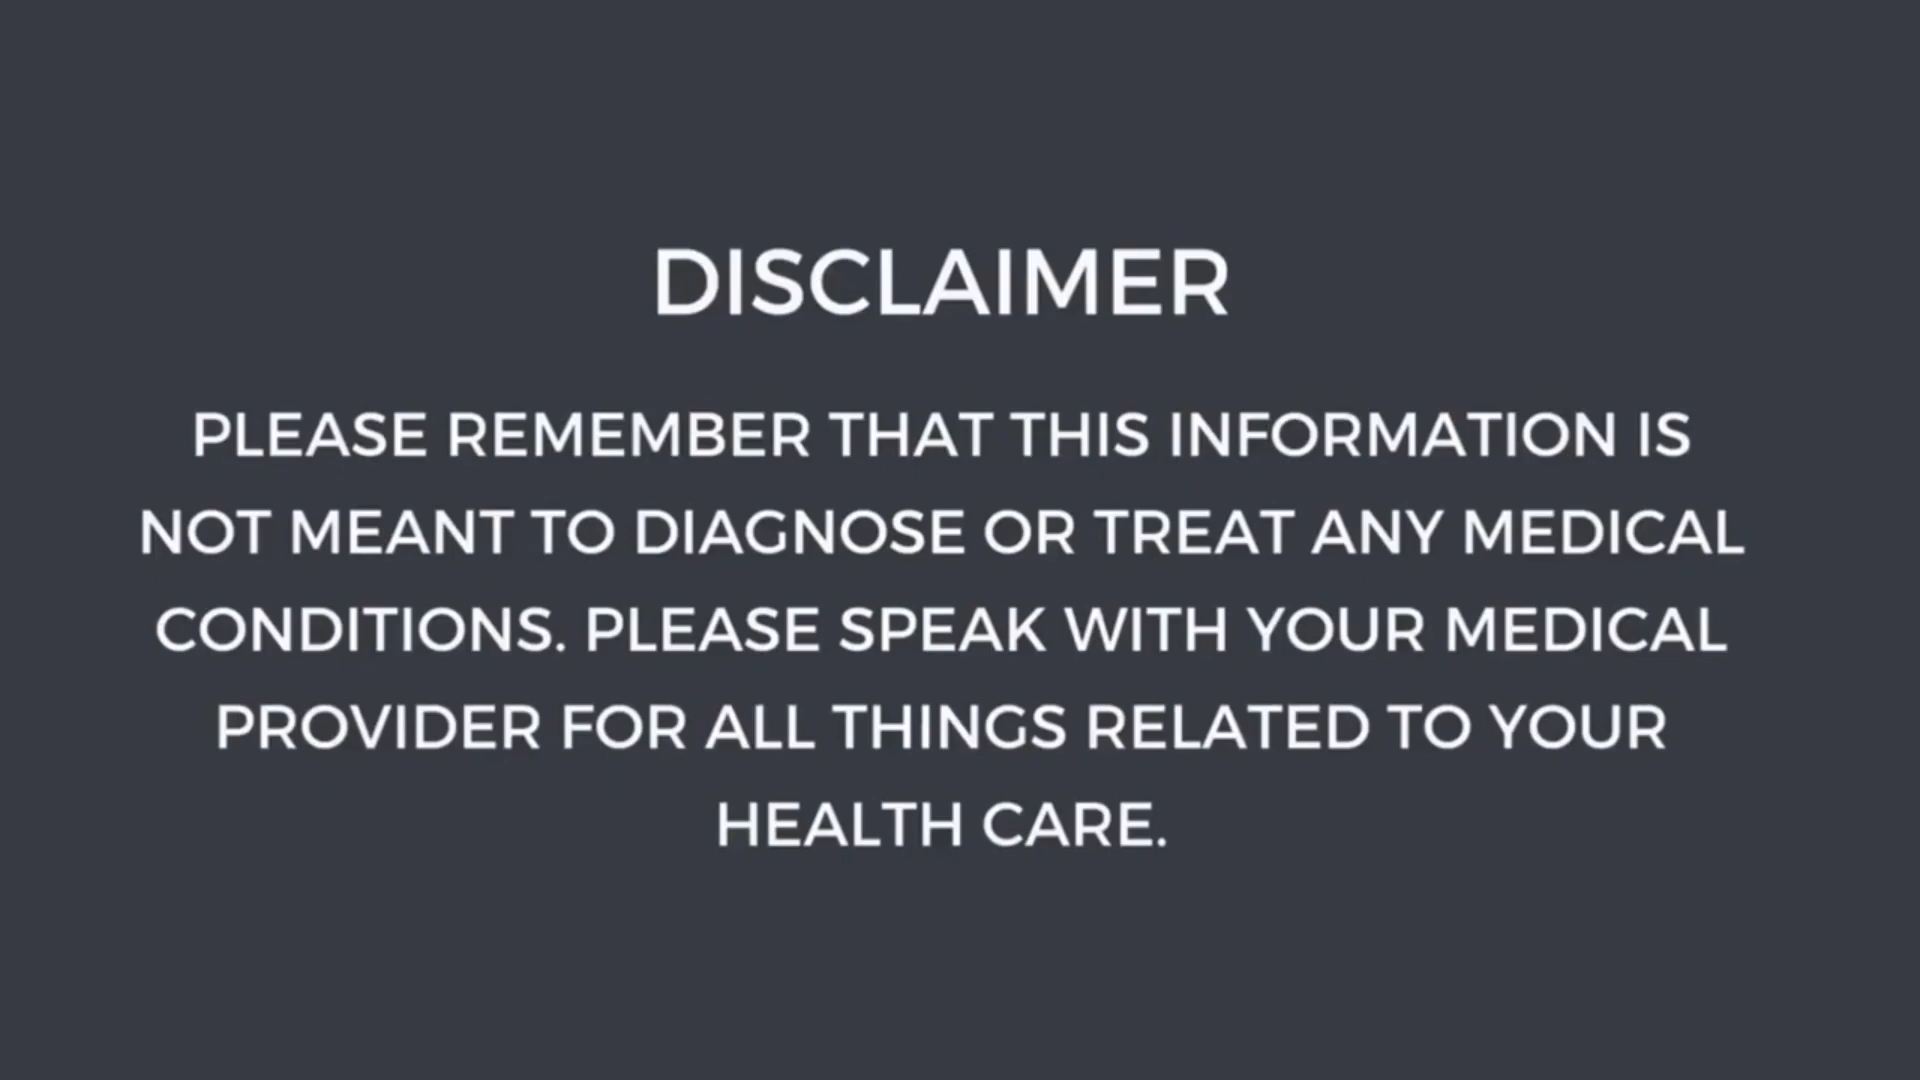 DISCLAIMER
PLEASE REMEMBER THAT THIS INFORMATION IS
NOT MEANT TO DIAGNOSE OR TREAT ANY MEDICAL
CONDITIONS. PLEASE SPEAK WITH YOUR MEDICAL
PROVIDER FOR ALL THINGS RELATED TO YOUR
HEALTH CARE.